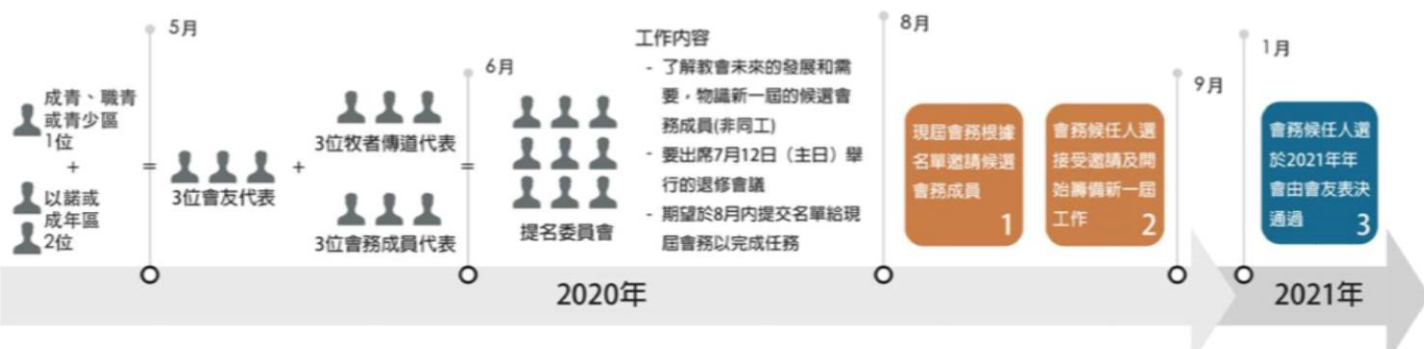 5月
成青、職青
或青少區
1位
+
以諾或
成年區
2位
=
3位會友代表
+
3位牧者傳道代表
3位會務成員代表
6月
=
提名委員會
工作內容
- 了解教會未來的發展和需
要，物識新一屆的候選會
務成員(非同工)
- 要出席7月12日（主日）舉
行的退修會議
- 期望於8月內提交名單給現
屆會務以完成任務
8月
現屆會務根據
名單邀請候選
會務成員
1
會務候任人選
接受邀請及開
始籌備新一屆
工作
2
9月
1月
會務候任人選
於2021年年
會由會友表決
通過
3
2020年
2021年